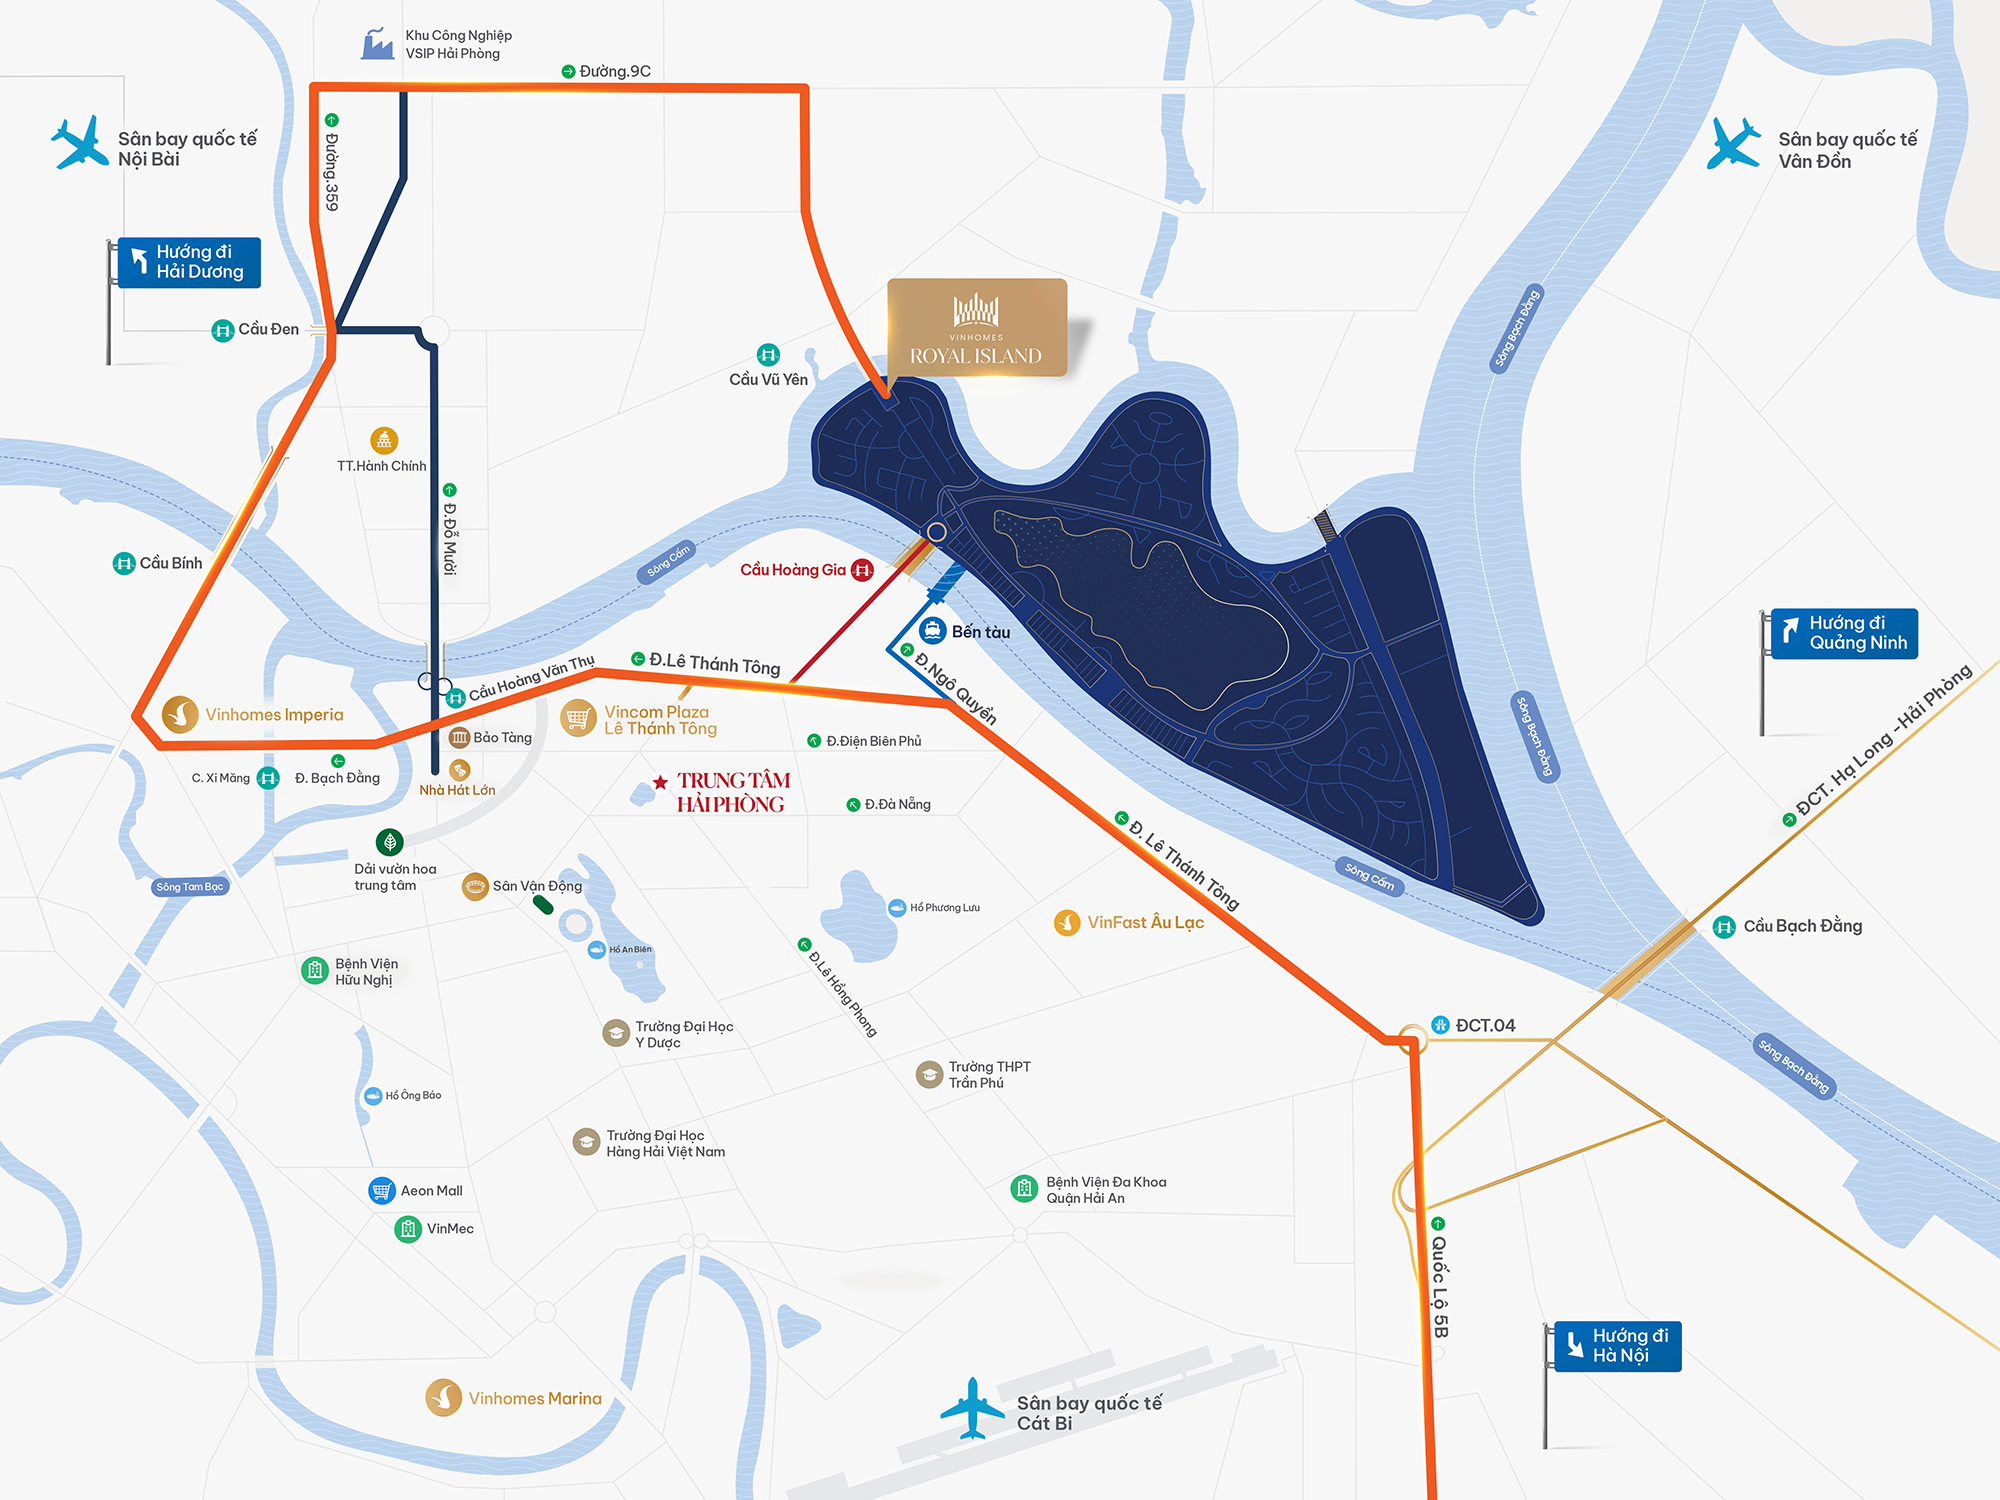 Khu Công Nghiệp
VSIP Hải Phòng
Đường.9C
Đường.359
Sân bay quốc tế
Nội Bài
Sân bay quốc tế
Vân Đồn
Hướng đi
Hải Dương
Cầu Đen
VINHOMES
ROYAL ISLAND
Cầu Vũ Yên
Sông Bạch Đằng
TT.Hành Chính
Đ.Đỗ Mười
Cầu Bính
Sông Cấm
Cầu Hoàng Gia
Bến tàu
Hướng đi
Quảng Ninh
Đ.Lê Thánh Tông
Đ.Ngô Quyền
Cầu Hoàng Văn Thụ
Vinhomes Imperia
Vincom Plaza
Lê Thánh Tông
Bảo Tàng
Đ.Điện Biên Phủ
Sông Bạch Đằng
ĐCT. Hạ Long -Hải Phòng
C. Xi Măng
Đ. Bạch Đằng
Nhà Hát Lớn
TRUNG TÂM
HẢI PHÒNG
Đ.Đà Nẵng
Đ. Lê Thánh Tông
Dải vườn hoa
trung tâm
Sông Tam Bạc
Sân Vận Động
Sông Cấm
Hồ Phương Lưu
VinFast Âu Lạc
Cầu Bạch Đằng
Hồ An Biên
Bệnh Viện
Hữu Nghị
Đ.Lê Hồng Phong
Trường Đại Học
Y Dược
ĐCT.04
Sông Bạch Đằng
Trường THPT
Trần Phú
Hồ Ông Báo
Trường Đại Học
Hàng Hải Việt Nam
Aeon Mall
Bệnh Viện Đa Khoa
Quận Hải An
VinMec
Quốc Lộ 5B
Hướng đi
Hà Nội
Vinhomes Marina
Sân bay quốc tế
Cát Bi